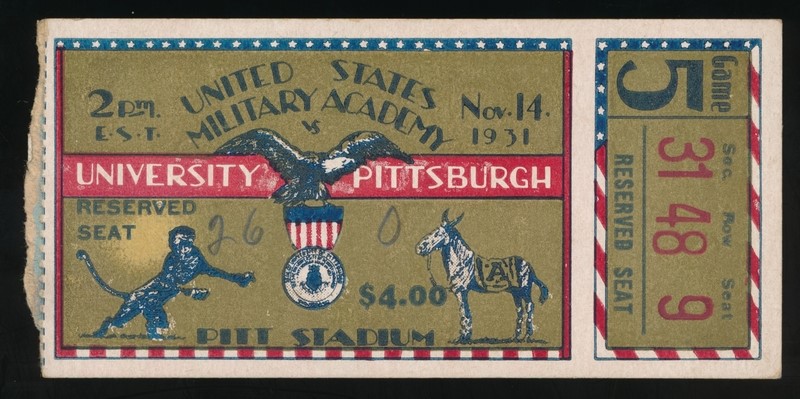 UNITED STATES
MILITARY ACADEMY
2 P.M.
E.S.T.
vs
Nov. 14.
1931
UNIVERSITY PITTSBURGH
RESERVED
SEAT
26 0
A
$4.00
PITT STADIUM
Game
5
Sec. Row Seat
31 48 9
RESERVED SEAT